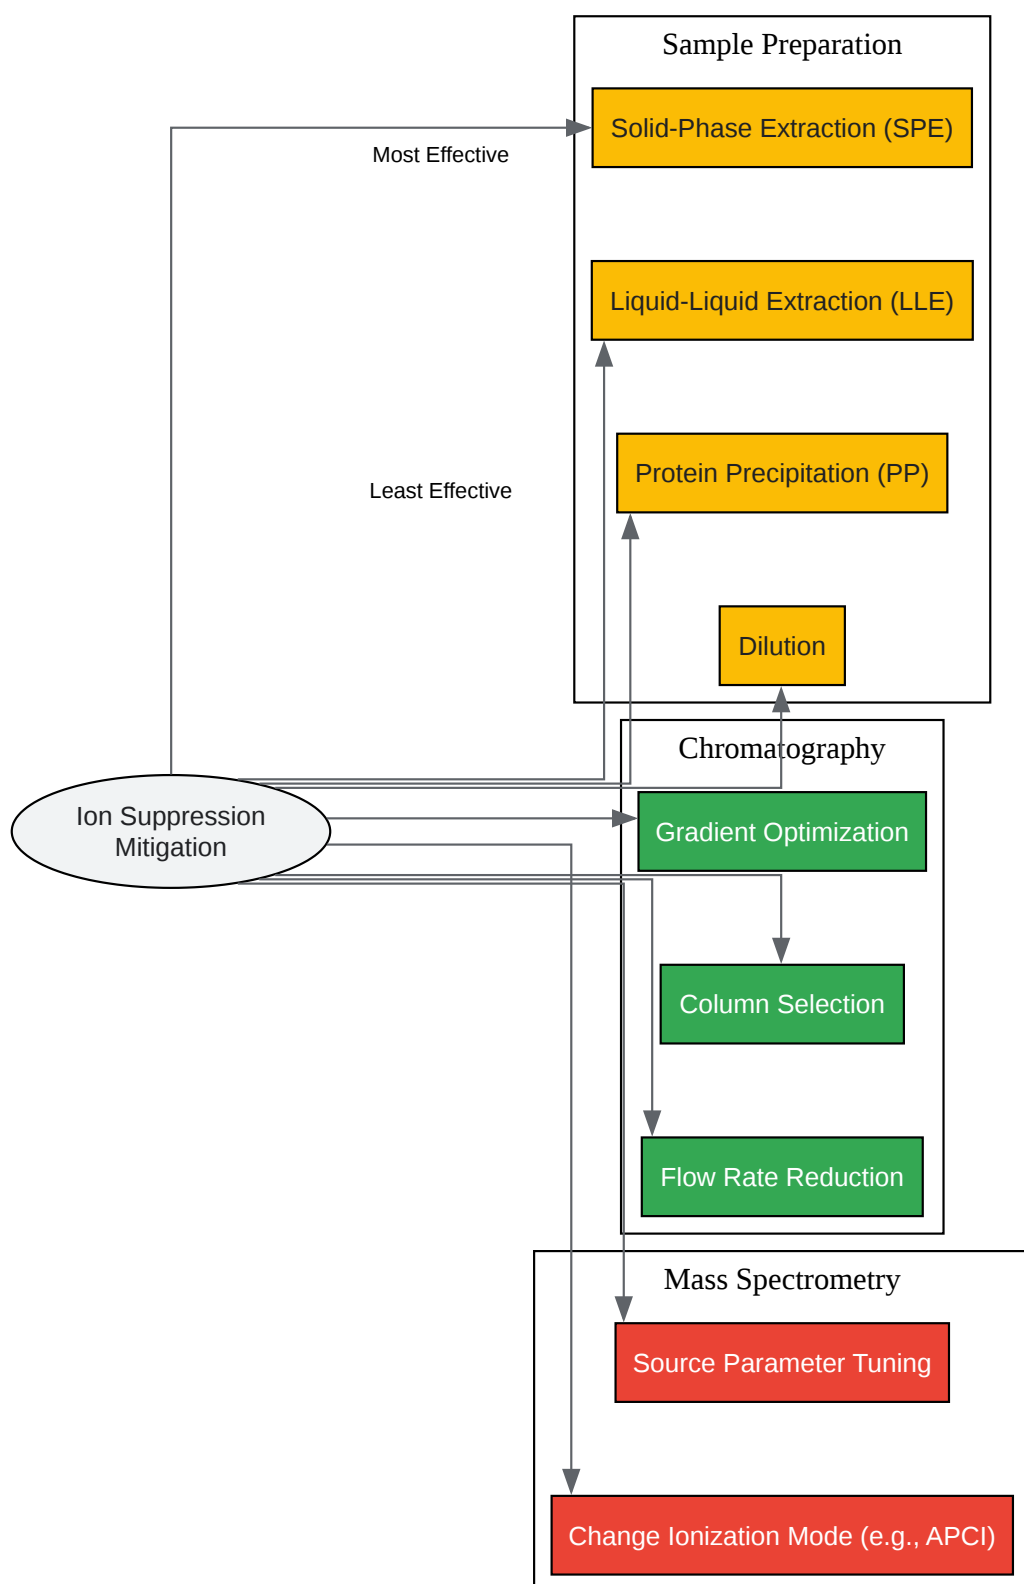 Sample Preparation
Solid-Phase Extraction (SPE)
Most Effective
Liquid-Liquid Extraction (LLE)
Protein Precipitation (PP)
Least Effective
Dilution
Chromatography
Ion Suppression
Mitigation
Gradient Optimization
Column Selection
Flow Rate Reduction
Mass Spectrometry
Source Parameter Tuning
Change Ionization Mode (e.g., APCI)